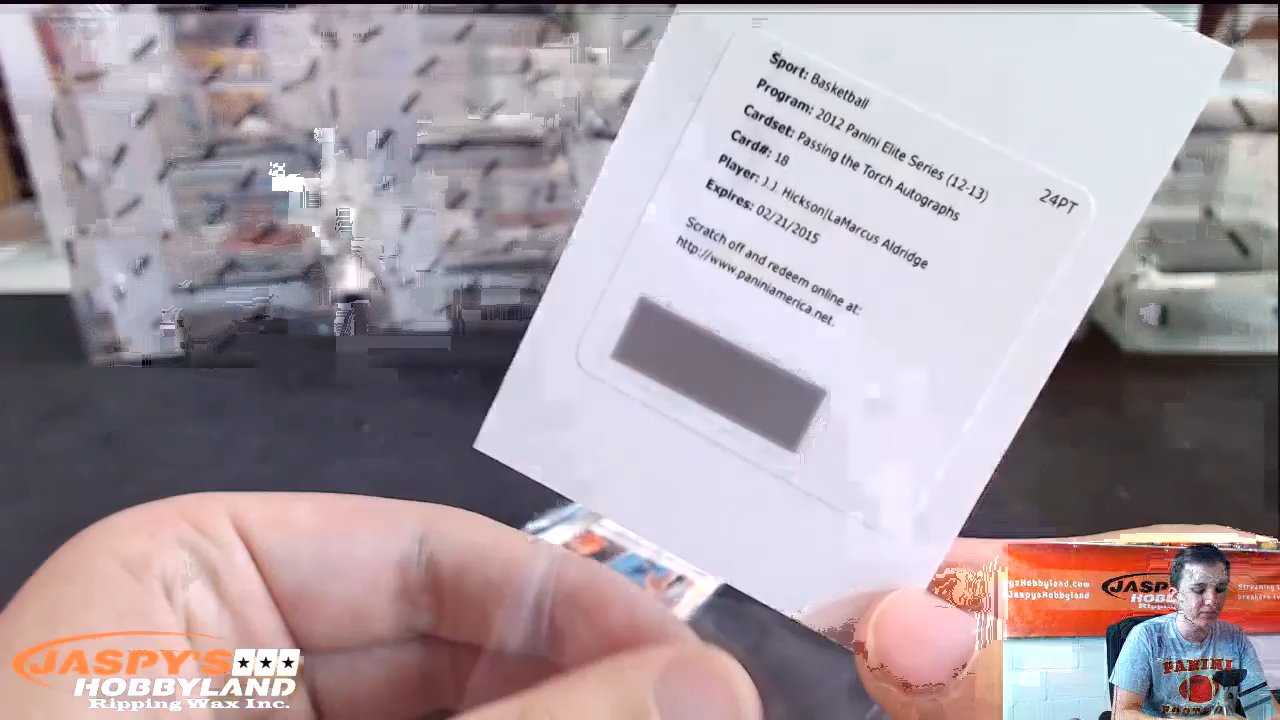 Sport: Basketball
Program: 2012 Panini Elite Series (12-13)
Cardset: Passing the Torch Autographs
Card#: 18
Player: J.J. Hickson/LaMarcus Aldridge
Expires: 02/21/2015
24PT
Scratch off and redeem online at:
http://www.paniniamerica.net.
JASPY'S
HOBBYLAND
Ripping Wax Inc.
JaspysHobbyland
PANINI